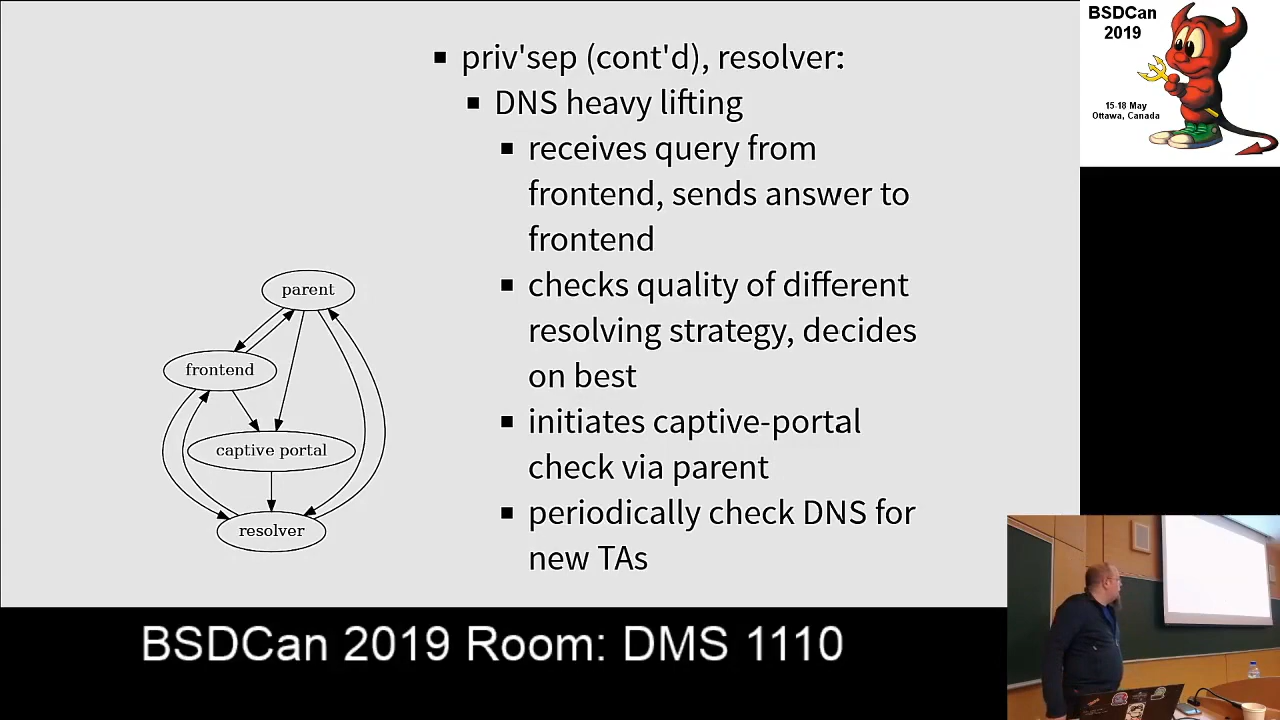 priv'sep (cont'd), resolver:
DNS heavy lifting
receives query from
frontend, sends answer to
frontend
checks quality of different
resolving strategy, decides
on best
initiates captive-portal
check via parent
periodically check DNS for
new TAs
parent
frontend
captive portal
resolver
BSDCan
2019
15-18 May
Ottawa, Canada
BSDCan 2019 Room: DMS 1110